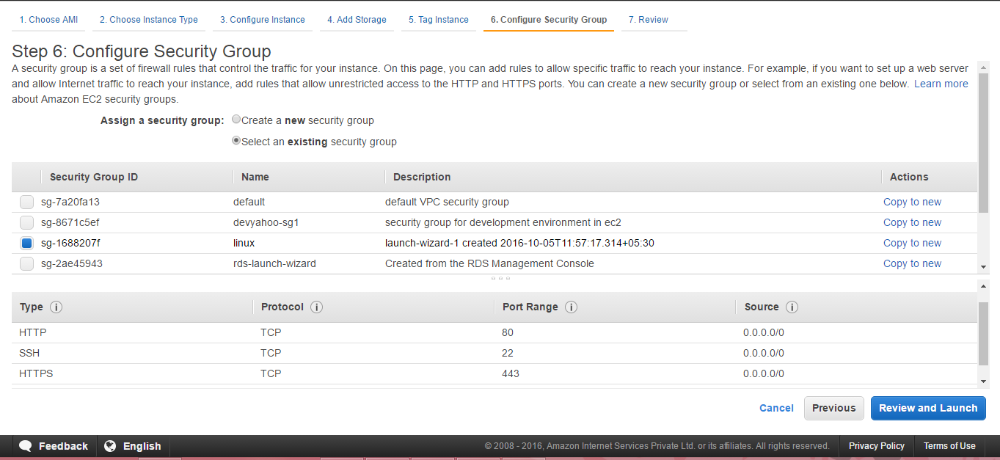 1. Choose AMI 2. Choose Instance Type 3. Configure Instance 4. Add Storage 5. Tag Instance 6. Configure Security Group 7. Review
Step 6: Configure Security Group
A security group is a set of firewall rules that control the traffic for your instance. On this page, you can add rules to allow specific traffic to reach your instance. For example, if you want to set up a web server
and allow Internet traffic to reach your instance, add rules that allow unrestricted access to the HTTP and HTTPS ports. You can create a new security group or select from an existing one below. Learn more
about Amazon EC2 security groups.
Assign a security group: Create a new security group
Select an existing security group
Security Group ID Name Description Actions
sg-7a20fa13 default default VPC security group Copy to new
sg-8671c5ef devyahoo-sg1 security group for development environment in ec2 Copy to new
sg-1688207f linux launch-wizard-1 created 2016-10-05T11:57:17.314+05:30 Copy to new
sg-2ae45943 rds-launch-wizard Created from the RDS Management Console Copy to new
Type i Protocol i Port Range i Source i
HTTP TCP 80 0.0.0.0/0
SSH TCP 22 0.0.0.0/0
HTTPS TCP 443 0.0.0.0/0
Cancel Previous Review and Launch
Feedback English © 2008 - 2016, Amazon Internet Services Private Ltd. or its affiliates. All rights reserved. Privacy Policy Terms of Use